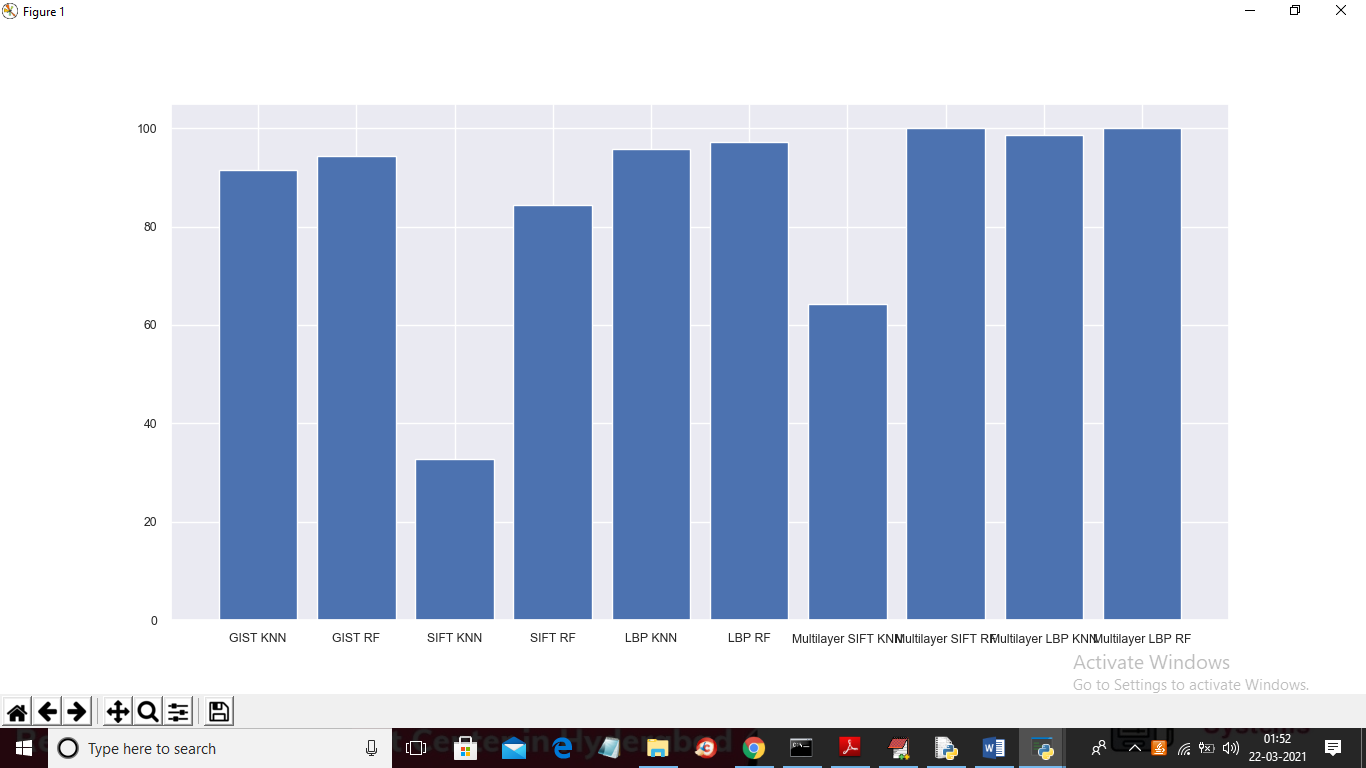 Figure 1
100
80
60
40
20
0
GIST KNN GIST RF SIFT KNN SIFT RF LBP KNN LBP RF Multilayer SIFT KNN Multilayer SIFT RF Multilayer LBP KNN Multilayer LBP RF
Activate Windows
Go to Settings to activate Windows.
Type here to search
01:52
22-03-2021